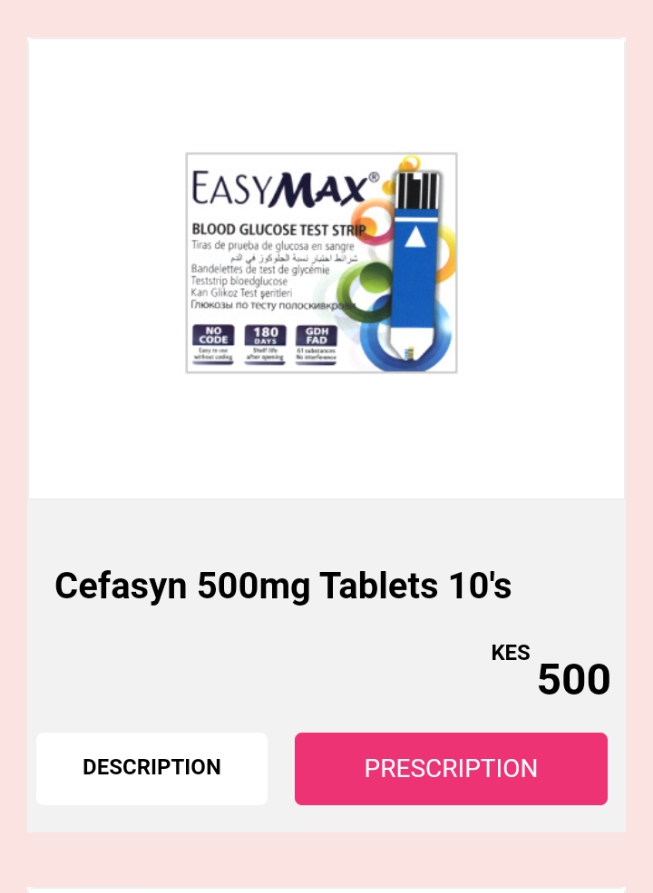 EASYMAX®
BLOOD GLUCOSE TEST STRIP
Tiras de prueba de glucosa en sangre
شرائط اختبار نسبة الجلوكوز في الدم
Bandelettes de test de glycémie
Teststrip bloedglucose
Kan Glikoz Test şeritleri
Глюкозы по тесту полоскивкрови
NO CODE
Easy to use
without coding
180 DAYS
Shelf life
after opening
GDH FAD
61 substances
No interference
Cefasyn 500mg Tablets 10's
KES 500
DESCRIPTION
PRESCRIPTION